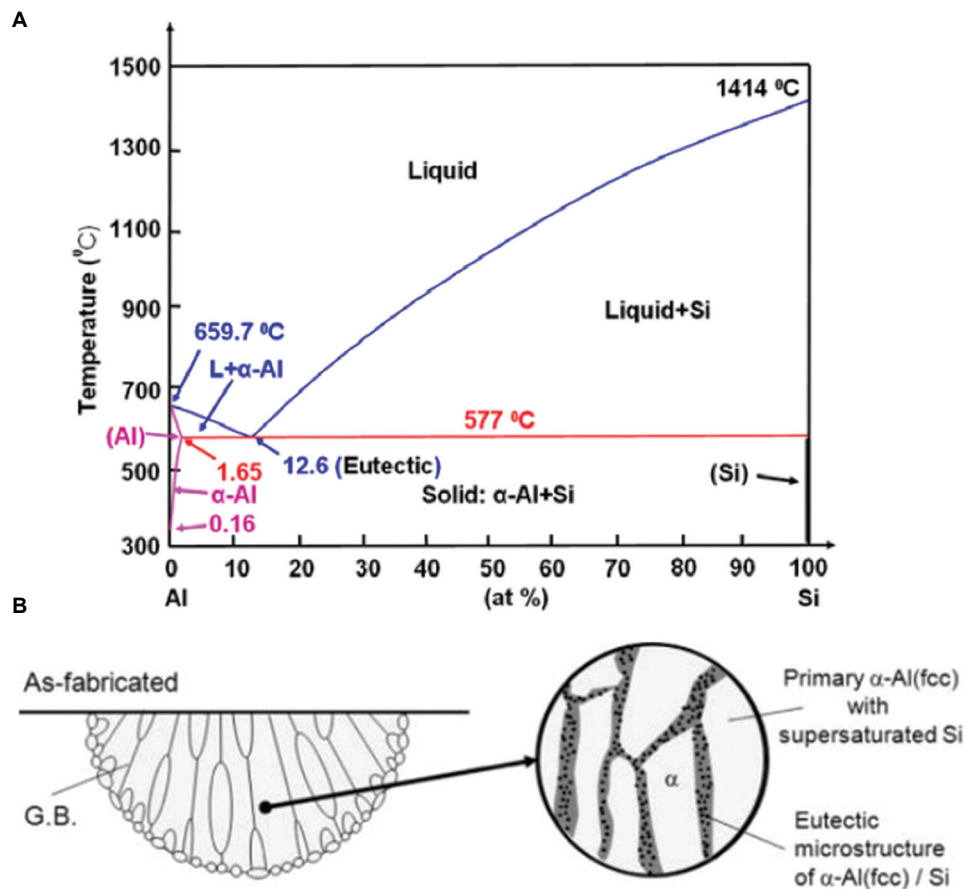 A
1500
1414 ⁰C
1300
Liquid
1100
Temperature (⁰C)
900
Liquid+Si
659.7 ⁰C
L+α-Al
700
577 ⁰C
(Al)
12.6 (Eutectic)
1.65
500
(Si)
α-Al
Solid: α-Al+Si
0.16
300
0 10 20 30 40 50 60 70 80 90 100
Al (at %) Si
B
As-fabricated
G.B.
α
Primary α-Al(fcc)
with
supersaturated Si
Eutectic
microstructure
of α-Al(fcc) / Si